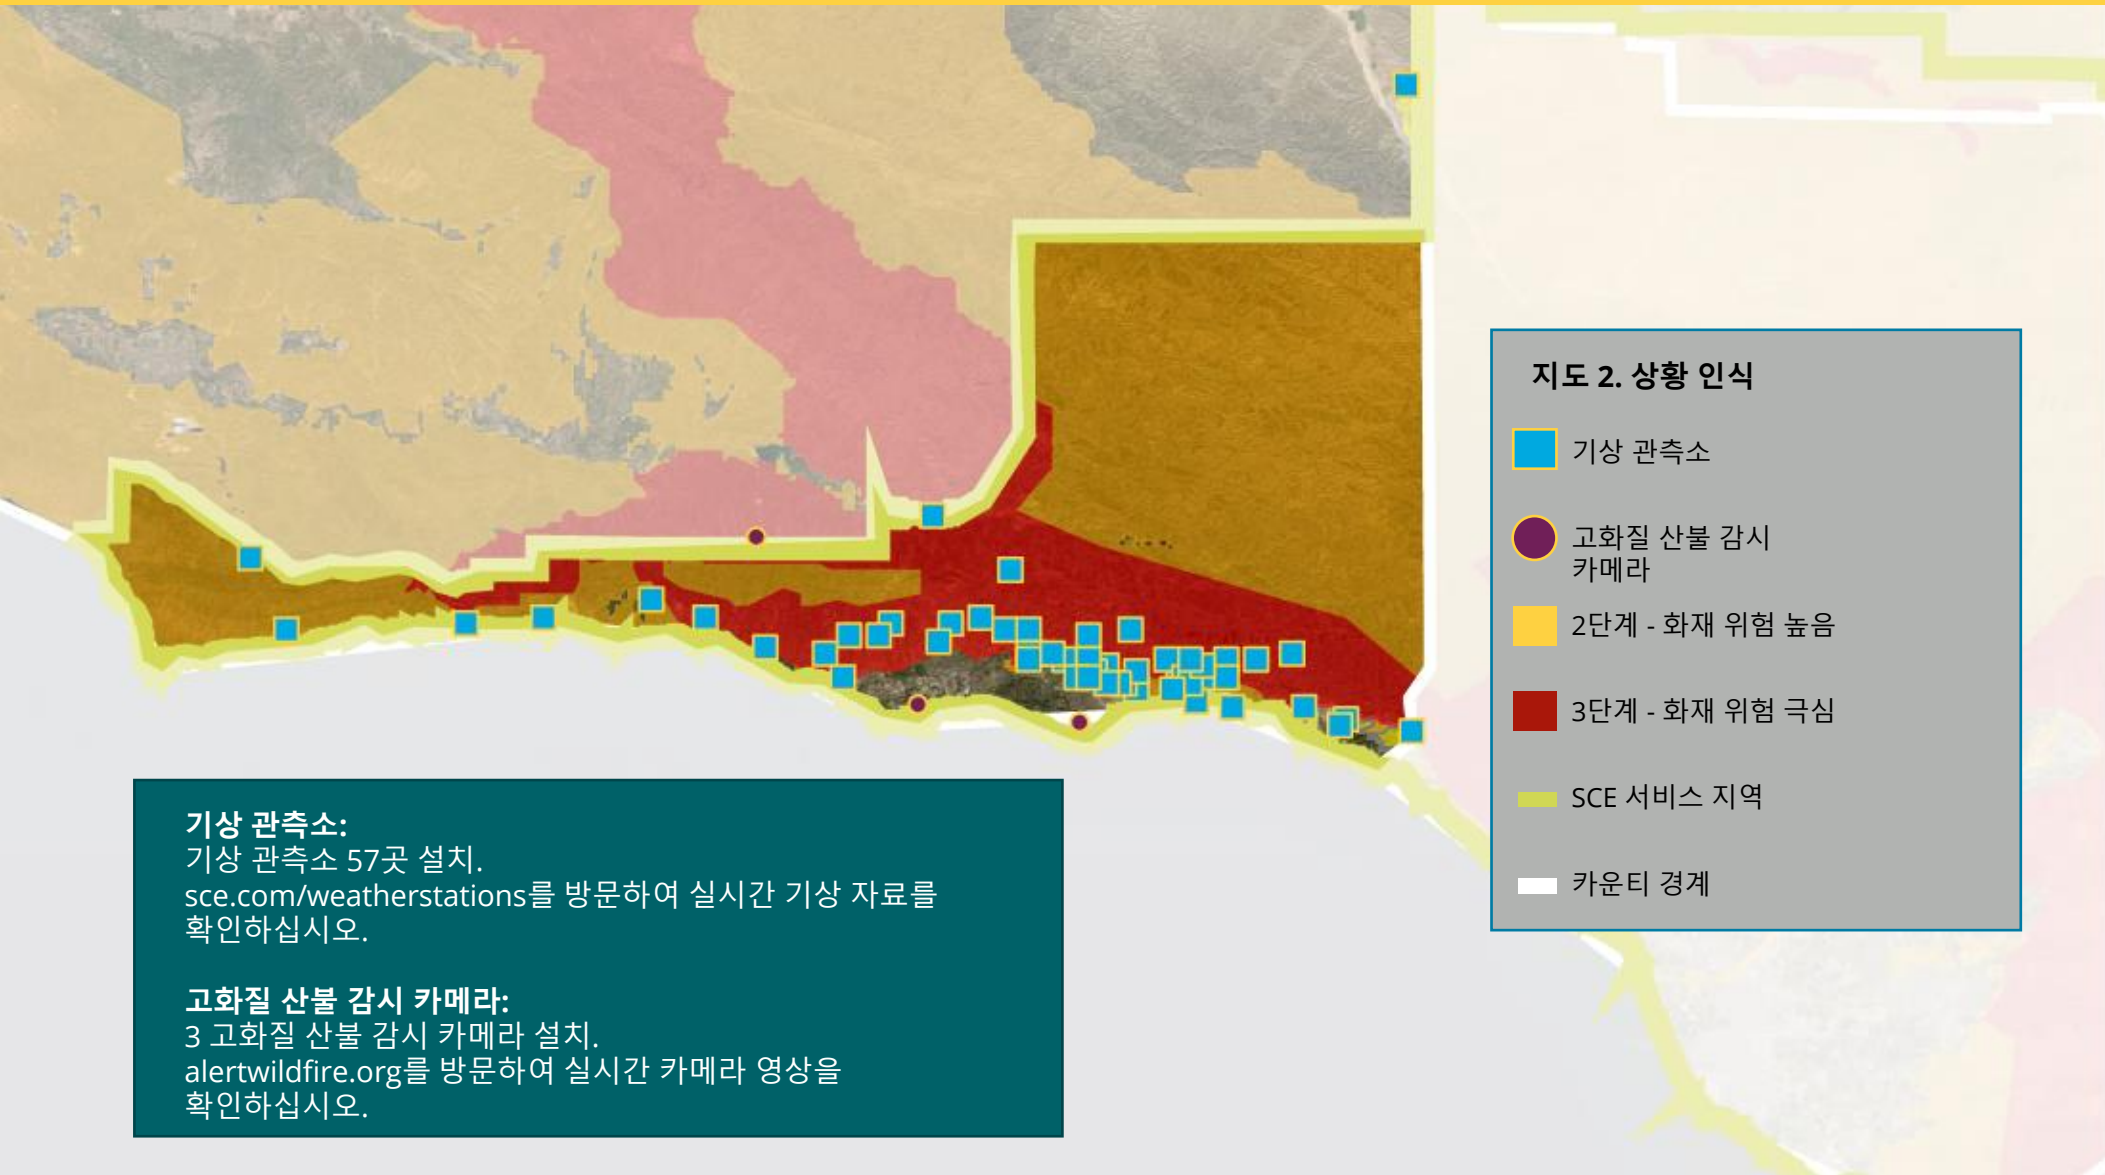 지도 2. 상황 인식
기상 관측소
고화질 산불 감시
카메라
2단계 - 화재 위험 높음
3단계 - 화재 위험 극심
SCE 서비스 지역
카운티 경계
기상 관측소:
기상 관측소 57곳 설치.
sce.com/weatherstations를 방문하여 실시간 기상 자료를
확인하십시오.
고화질 산불 감시 카메라:
3 고화질 산불 감시 카메라 설치.
alertwildfire.org를 방문하여 실시간 카메라 영상을
확인하십시오.